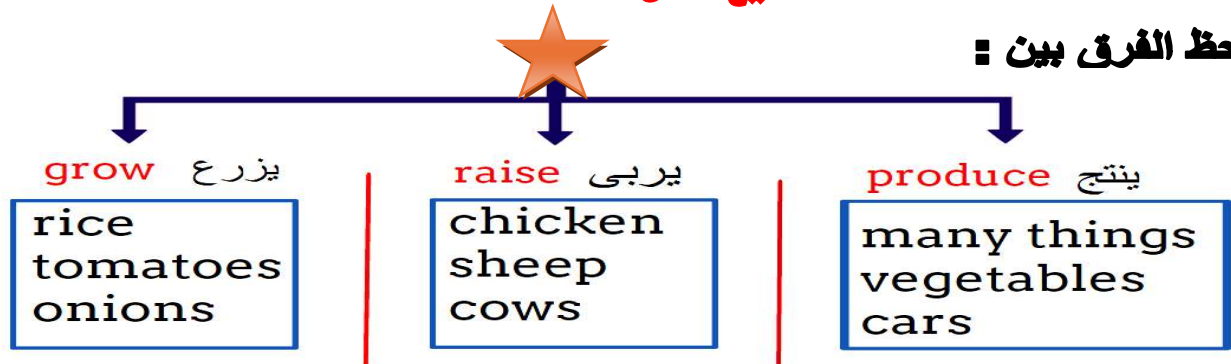 حظ الفرق بين :
grow يزرع
rice
tomatoes
onions
raise يربى
chicken
sheep
cows
produce ينتج
many things
vegetables
cars